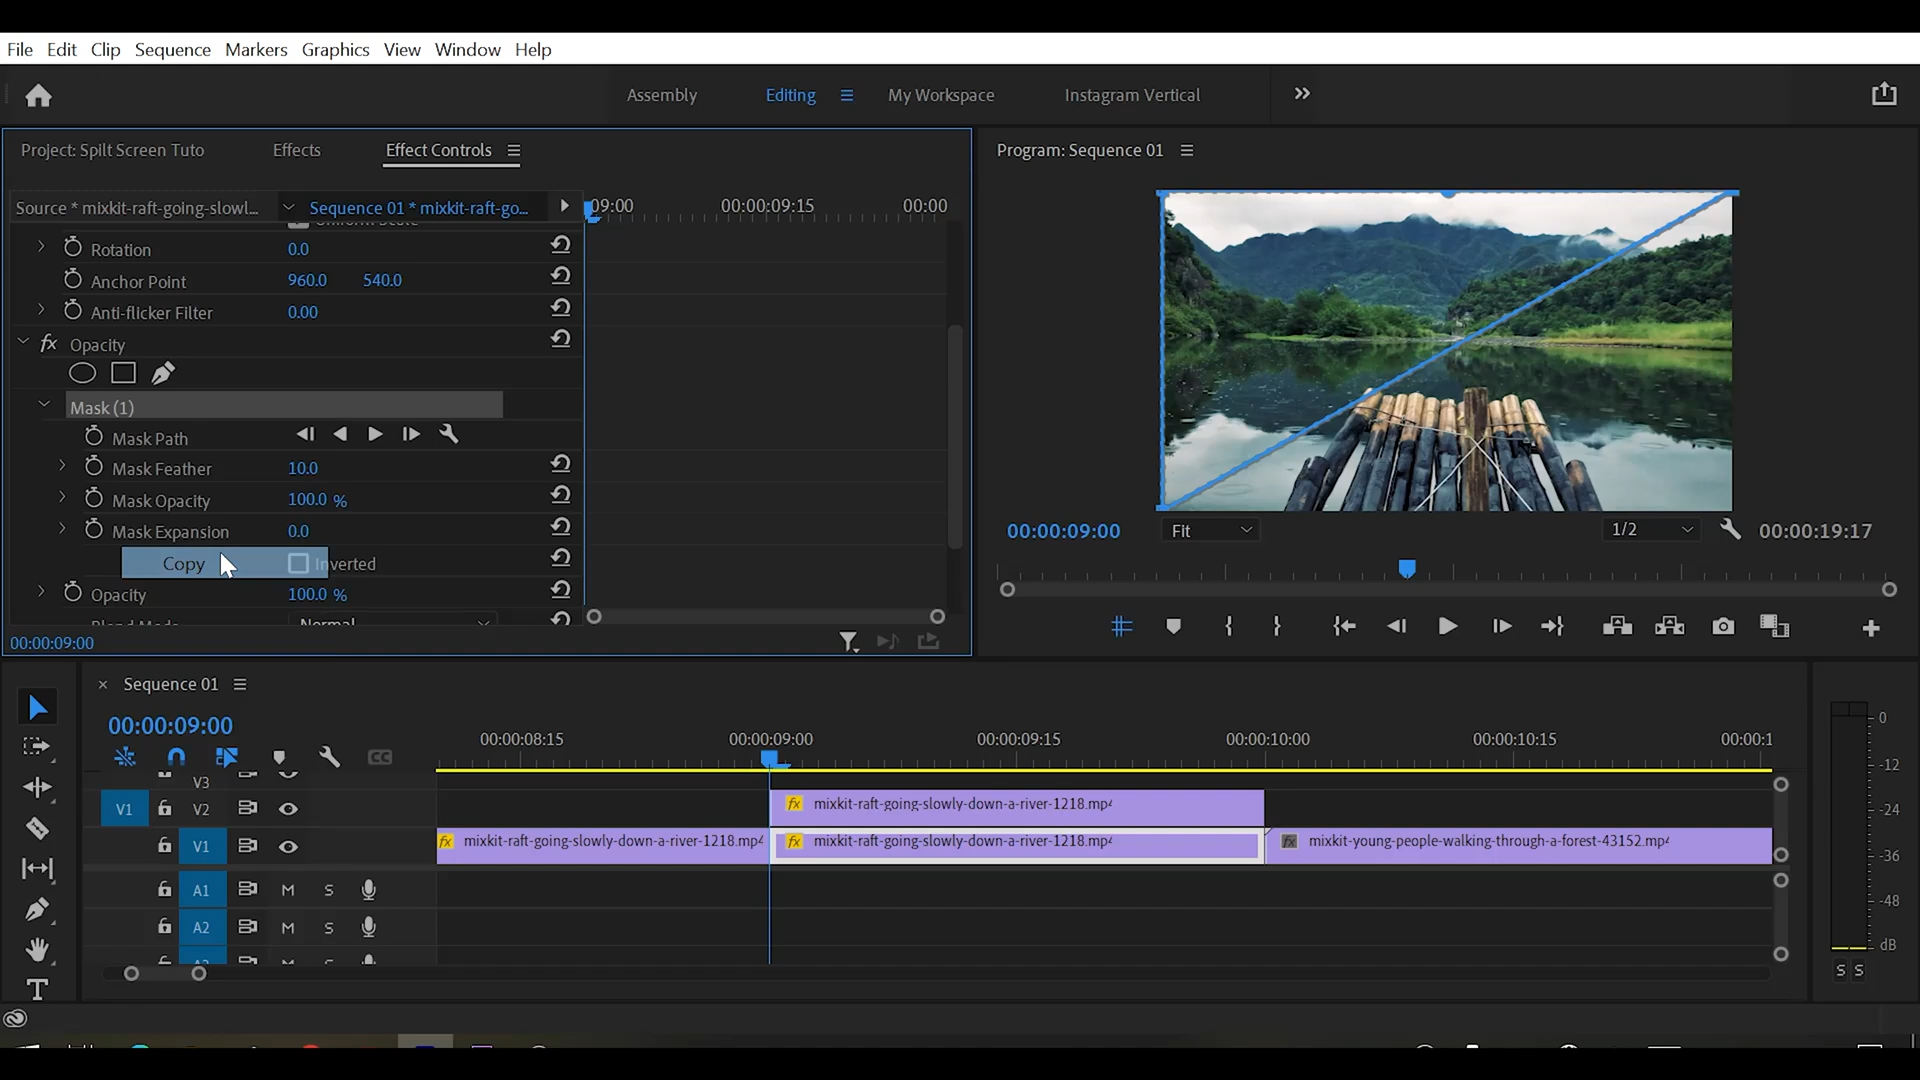 File Edit Clip Sequence Markers Graphics View Window Help
Assembly Editing My Workspace Instagram Vertical
Project: Spilt Screen Tuto Effects Effect Controls
Program: Sequence 01
Source * mixkit-raft-going-slowl... Sequence 01 * mixkit-raft-go...
09:00 00:00:09:15 00:00
Uniform Scale
Rotation 0.0
Anchor Point 960.0 540.0
Anti-flicker Filter 0.00
fx Opacity
Mask (1)
Mask Path
Mask Feather 10.0
Mask Opacity 100.0 %
Mask Expansion 0.0
Copy Inverted
Opacity 100.0 %
Blend Mode Normal
00:00:09:00
00:00:09:00 Fit 1/2 00:00:19:17
× Sequence 01
00:00:09:00
00:00:08:15 00:00:09:00 00:00:09:15 00:00:10:00 00:00:10:15 00:00:1
CC
V3
V1 V2 fx mixkit-raft-going-slowly-down-a-river-1218.mp4
V1 fx mixkit-raft-going-slowly-down-a-river-1218.mp4 fx mixkit-raft-going-slowly-down-a-river-1218.mp4 fx mixkit-young-people-walking-through-a-forest-43152.mp4
A1 M S
A2 M S
T
0
-12
-24
-36
-48
dB
S S